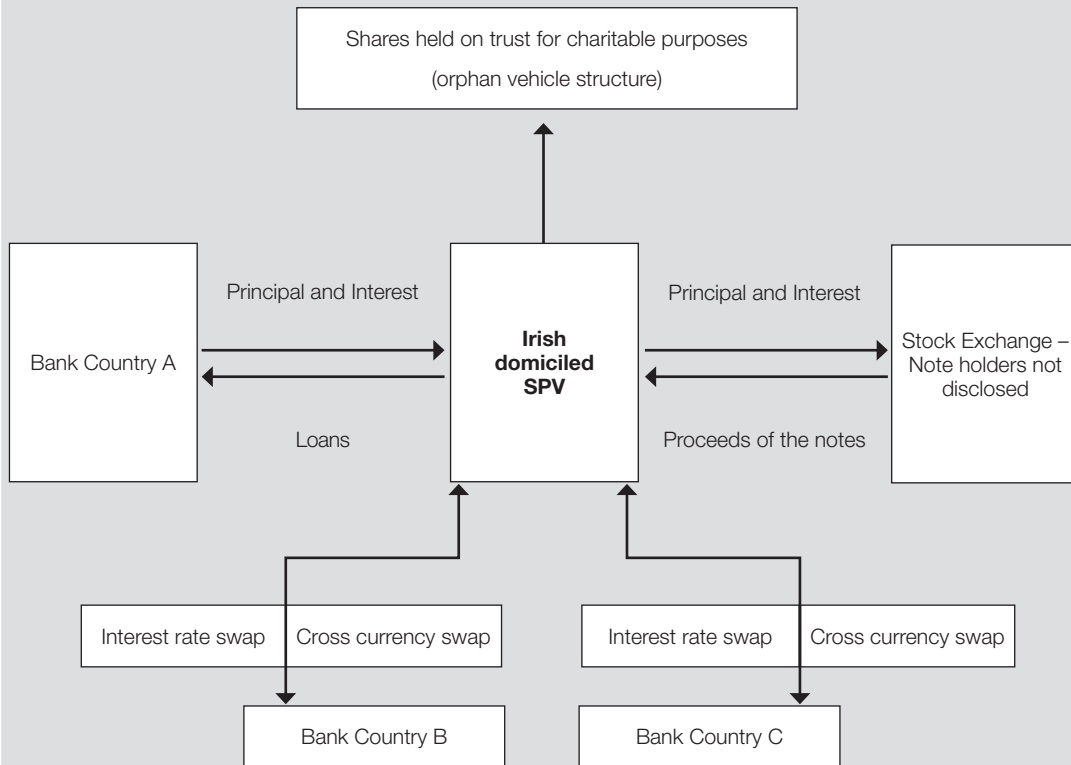 Shares held on trust for charitable purposes
(orphan vehicle structure)
Bank Country A
Principal and Interest
Loans
Irish
domiciled
SPV
Principal and Interest
Proceeds of the notes
Stock Exchange –
Note holders not
disclosed
Interest rate swap
Cross currency swap
Interest rate swap
Cross currency swap
Bank Country B
Bank Country C